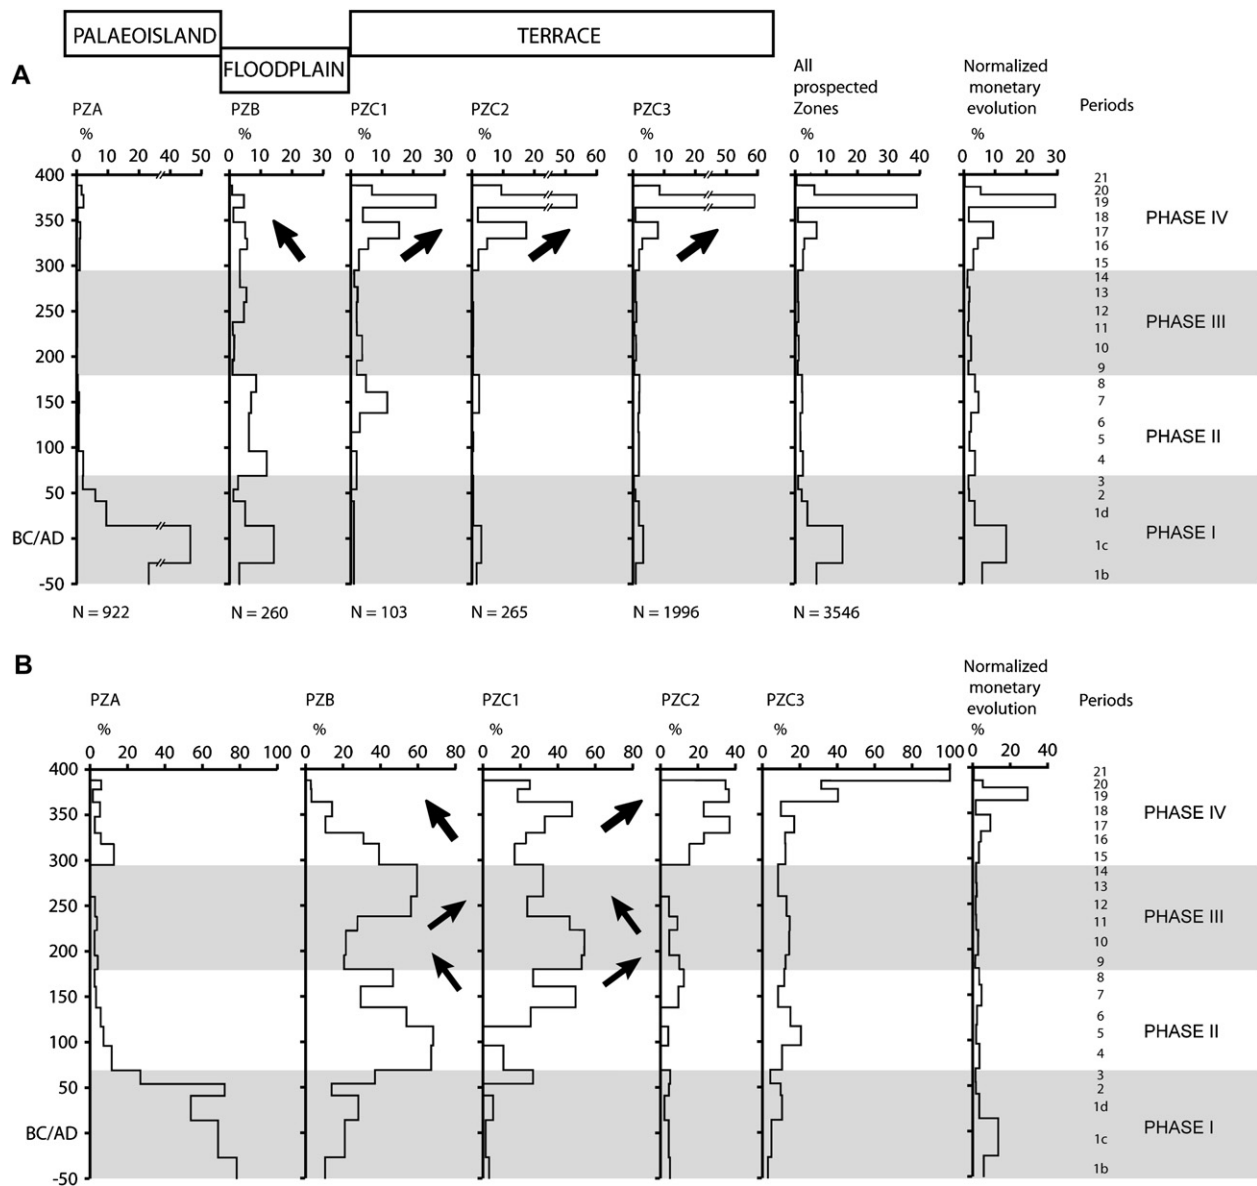 PALAEOISLAND
FLOODPLAIN
TERRACE
A
PZA
PZB
PZC1
PZC2
PZC3
All prospected Zones
Normalized monetary evolution
Periods
% % % % % % %
0 10 20 40 50
0 10 20 30
0 10 20 30
0 10 20 50 60
0 10 20 30 60
0 10 20 30 40
0 10 20 30
400
350
300
250
200
150
100
50
BC/AD
-50
21
20
19
18
17
16
15
14
13
12
11
10
9
8
7
6
5
4
3
2
1d
1c
1b
PHASE IV
PHASE III
PHASE II
PHASE I
N = 922
N = 260
N = 103
N = 265
N = 1996
N = 3546
B
PZA
PZB
PZC1
PZC2
PZC3
Normalized monetary evolution
Periods
% % % % % %
0 20 40 60 80 100
0 20 40 60 80
0 20 40 60 80
0 20 40
0 20 40 60 80 100
0 20 40
400
350
300
250
200
150
100
50
BC/AD
-50
21
20
19
18
17
16
15
14
13
12
11
10
9
8
7
6
5
4
3
2
1d
1c
1b
PHASE IV
PHASE III
PHASE II
PHASE I